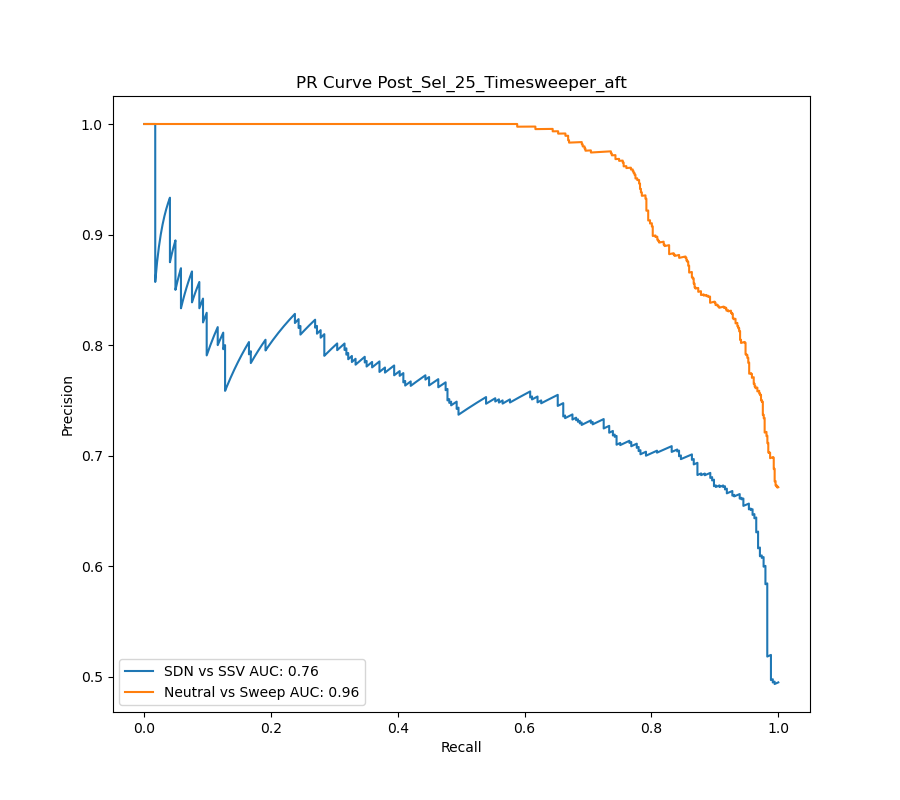 PR Curve Post_Sel_25_Timesweeper_aft
1.0
0.9
0.8
0.7
0.6
0.5
Precision
SDN vs SSV AUC: 0.76
Neutral vs Sweep AUC: 0.96
0.0 0.2 0.4 0.6 0.8 1.0
Recall